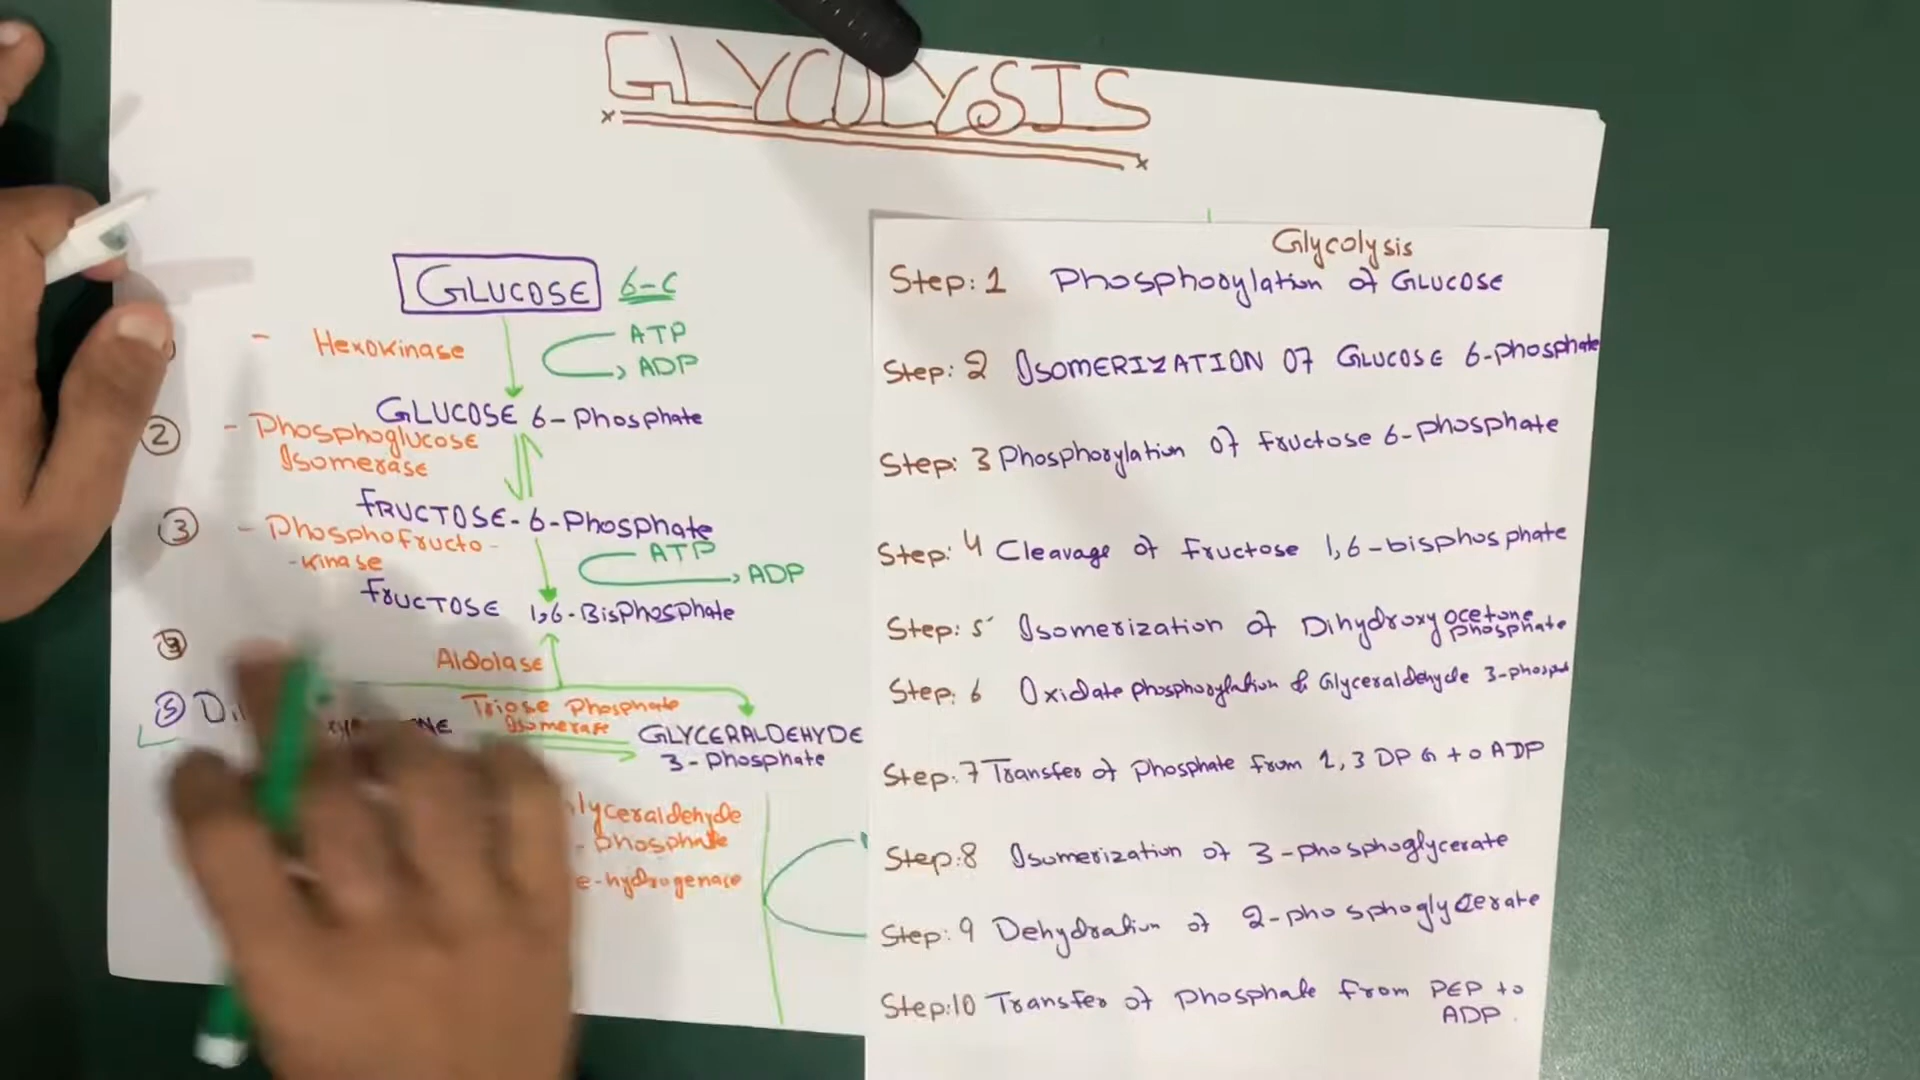 GLYCOLYSIS
GLUCOSE 6-C
- Hexokinase
ATP
ADP
GLUCOSE 6-Phosphate
2 - Phosphoglucose
Isomerase
FRUCTOSE-6-Phosphate
3 - Phosphofructo-
-kinase
ATP
ADP
FRUCTOSE 1,6-Bisphosphate
Aldolase
5
Triose Phosphate
Isomerase
GLYCERALDEHYDE
3-Phosphate
Glycolysis
Step: 1 Phosphorylation of GLUCOSE
Step: 2 ISOMERIZATION OF GLUCOSE 6-phosphate
Step: 3 Phosphorylation of fructose 6-phosphate
Step: 4 Cleavage of fructose 1,6-bisphosphate
Step: 5 Isomerization of Dihydroxyacetone
phosphate
Step: 6 Oxidate phosphorylation of Glyceraldehyde 3-phosphat
Step: 7 Transfer of Phosphate from 1,3 DPG to ADP
Step: 8 Isomerization of 3-phosphoglycerate
Step: 9 Dehydration of 2-phosphoglycerate
Step: 10 Transfer of phosphate from PEP to
ADP.